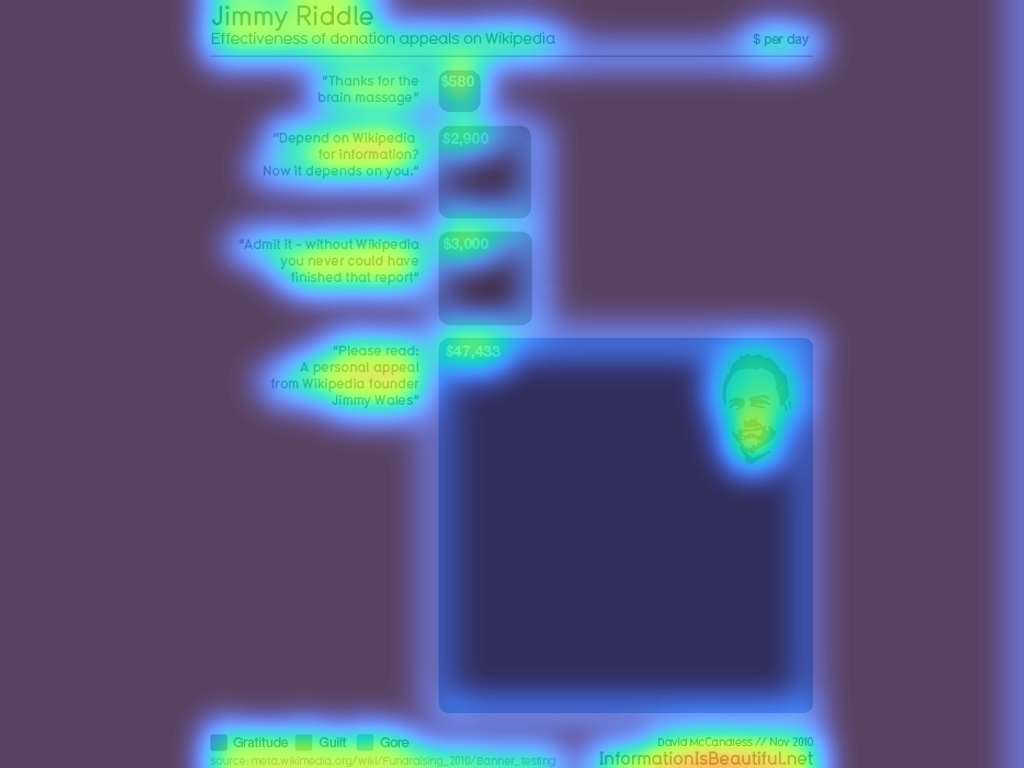 Jimmy Riddle
Effectiveness of donation appeals on Wikipedia
$ per day
"Thanks for the
brain massage"
$580
"Depend on Wikipedia
for information?
Now it depends on you."
$2,900
"Admit it - without Wikipedia
you never could have
finished that report"
$3,000
"Please read:
A personal appeal
from Wikipedia founder
Jimmy Wales"
$47,433
Gratitude Guilt Gore
source: meta.wikimedia.org/wiki/Fundraising_2010/Banner_testing
David McCandless // Nov 2010
InformationIsBeautiful.net